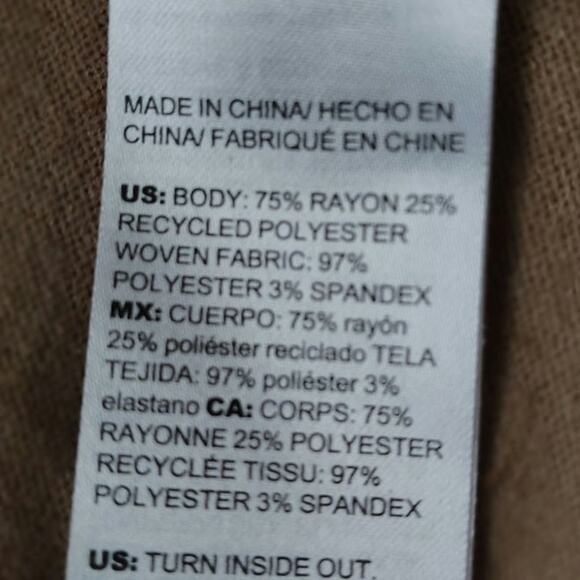 MADE IN CHINA/ HECHO EN
CHINA/ FABRIQUÉ EN CHINE
US: BODY: 75% RAYON 25%
RECYCLED POLYESTER
WOVEN FABRIC: 97%
POLYESTER 3% SPANDEX
MX: CUERPO: 75% rayón
25% poliéster reciclado TELA
TEJIDA: 97% poliéster 3%
elastano CA: CORPS: 75%
RAYONNE 25% POLYESTER
RECYCLÉE TISSU: 97%
POLYESTER 3% SPANDEX
US: TURN INSIDE OUT,